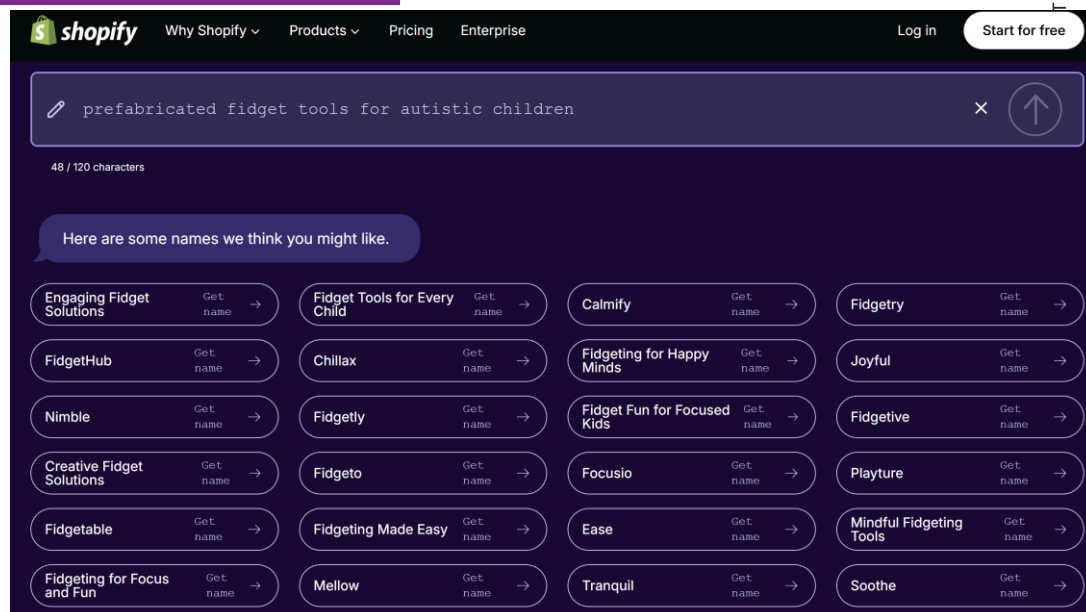 shopify Why Shopify Products Pricing Enterprise Log in Start for free
prefabricated fidget tools for autistic children
48 / 120 characters
Here are some names we think you might like.
Engaging Fidget
Solutions
Get
name
Fidget Tools for Every
Child
Get
name
Calmify
Get
name
Fidgetry
Get
name
FidgetHub
Get
name
Chillax
Get
name
Fidgeting for Happy
Minds
Get
name
Joyful
Get
name
Nimble
Get
name
Fidgetly
Get
name
Fidget Fun for Focused
Kids
Get
name
Fidgetive
Get
name
Creative Fidget
Solutions
Get
name
Fidgeto
Get
name
Focusio
Get
name
Playture
Get
name
Fidgetable
Get
name
Fidgeting Made Easy
Get
name
Ease
Get
name
Mindful Fidgeting
Tools
Get
name
Fidgeting for Focus
and Fun
Get
name
Mellow
Get
name
Tranquil
Get
name
Soothe
Get
name